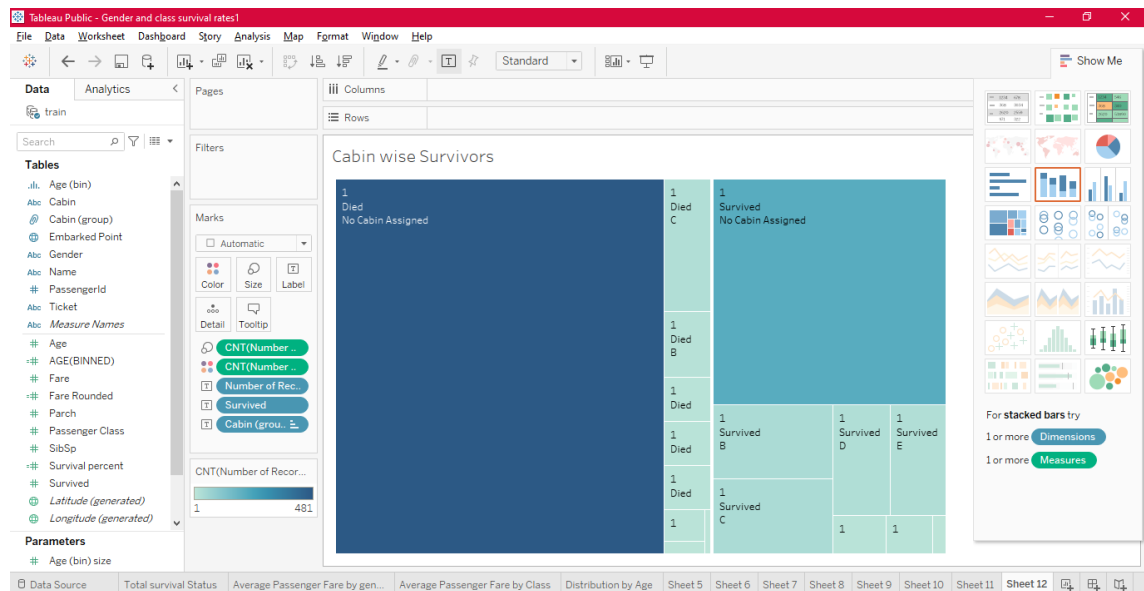 Tableau Public - Gender and class survival rates1
File Data Worksheet Dashboard Story Analysis Map Format Window Help
Standard
Show Me
Data Analytics
train
Search
Tables
Age (bin)
Abc Cabin
Cabin (group)
Embarked Point
Abc Gender
Abc Name
# PassengerId
Abc Ticket
Abc Measure Names
# Age
=# AGE(BINNED)
# Fare
=# Fare Rounded
# Parch
# Passenger Class
# SibSp
=# Survival percent
# Survived
Latitude (generated)
Longitude (generated)
Parameters
# Age (bin) size
Pages
Filters
Marks
Automatic
Color Size Label
Detail Tooltip
CNT(Number ..
CNT(Number ..
Number of Rec..
Survived
Cabin (grou..
CNT(Number of Recor...
1 481
Columns
Rows
Cabin wise Survivors
1
Died
No Cabin Assigned
1
Died
C
1
Died
B
1
Died
1
Died
1
Died
1
1
Survived
No Cabin Assigned
1
Survived
B
1
Survived
C
1
Survived
D
1
Survived
E
1
1
For stacked bars try
1 or more Dimensions
1 or more Measures
Data Source Total survival Status Average Passenger Fare by gen... Average Passenger Fare by Class Distribution by Age Sheet 5 Sheet 6 Sheet 7 Sheet 8 Sheet 9 Sheet 10 Sheet 11 Sheet 12